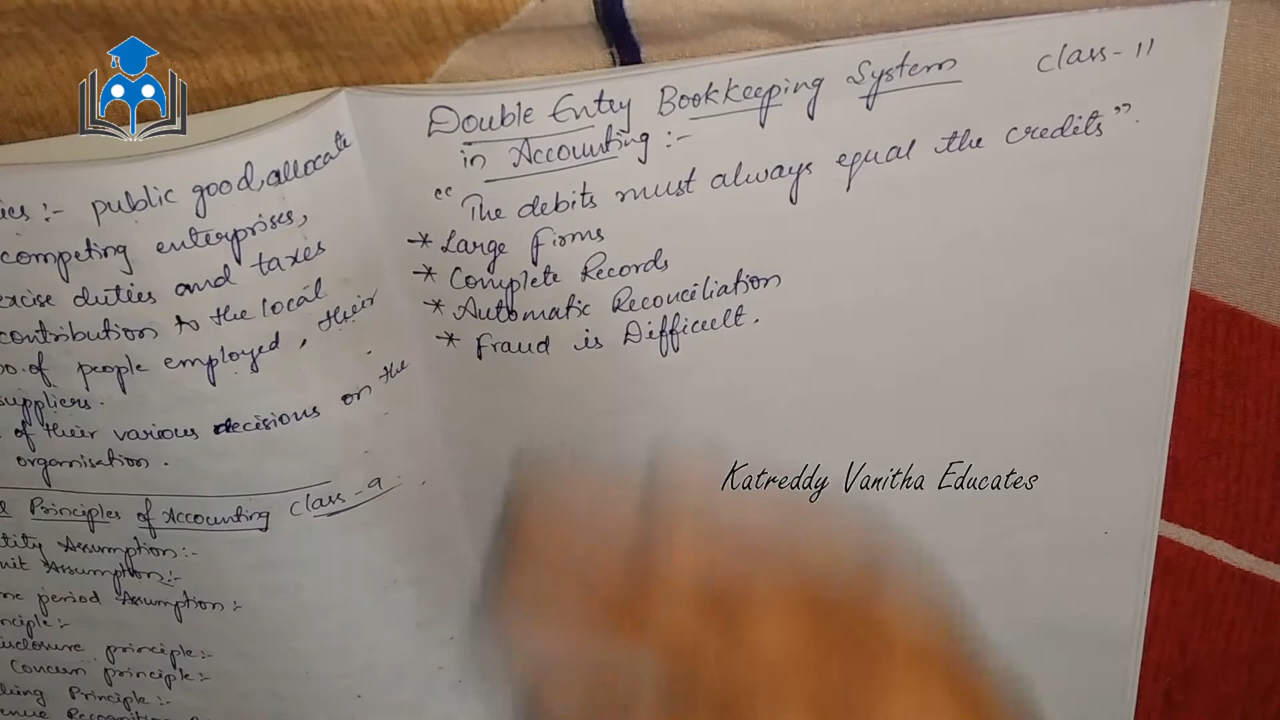 public good, allocate
competing enterprises,
excise duties and taxes
contribution to the local
of people employed, their
suppliers.
of their various decisions on the
organisation.
Principles of Accounting Class-9
Assumption:-
Assumption:-
period Assumption:-
principle:-
Concern principle:-
Principle:-
Double Entry Bookkeeping System Class-11
in Accounting:-
"The debits must always equal the credits".
* Large Firms
* Complete Records
* Automatic Reconciliation
* Fraud is Difficult.
Katreddy Vanitha Educates